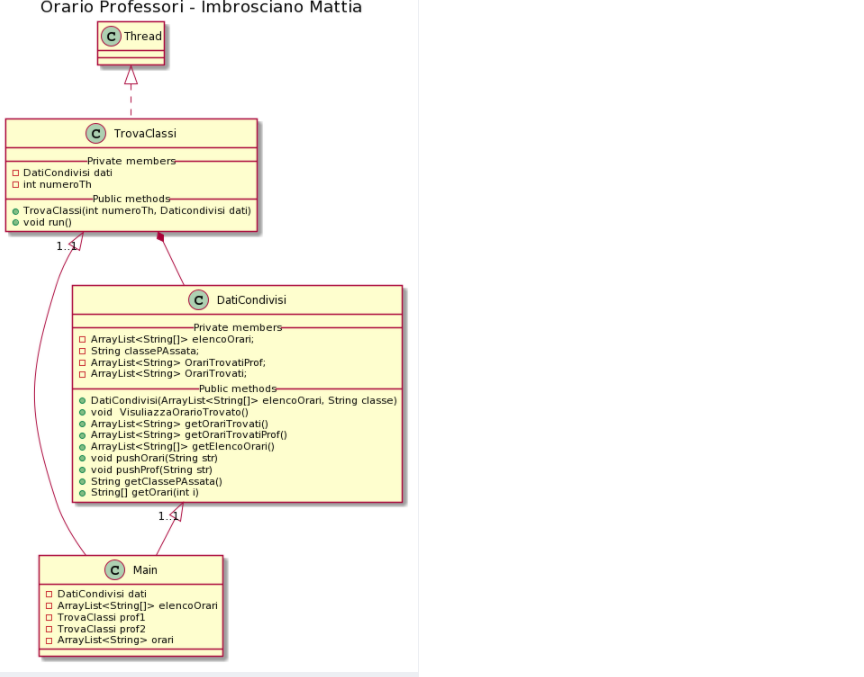 Orario Professori - Imbrosciano Mattia
C Thread
C TrovaClassi
Private members
DatiCondivisi dati
int numeroTh
Public methods
TrovaClassi(int numeroTh, Daticondivisi dati)
void run()
1..1
C DatiCondivisi
Private members
ArrayList<String[]> elencoOrari;
String classePAssata;
ArrayList<String> OrariTrovatiProf;
ArrayList<String> OrariTrovati;
Public methods
DatiCondivisi(ArrayList<String[]> elencoOrari, String classe)
void VisuliazzaOrarioTrovato()
ArrayList<String> getOrariTrovati()
ArrayList<String> getOrariTrovatiProf()
ArrayList<String[]> getElencoOrari()
void pushOrari(String str)
void pushProf(String str)
String getClassePAssata()
String[] getOrari(int i)
1..1
C Main
DatiCondivisi dati
ArrayList<String[]> elencoOrari
TrovaClassi prof1
TrovaClassi prof2
ArrayList<String> orari